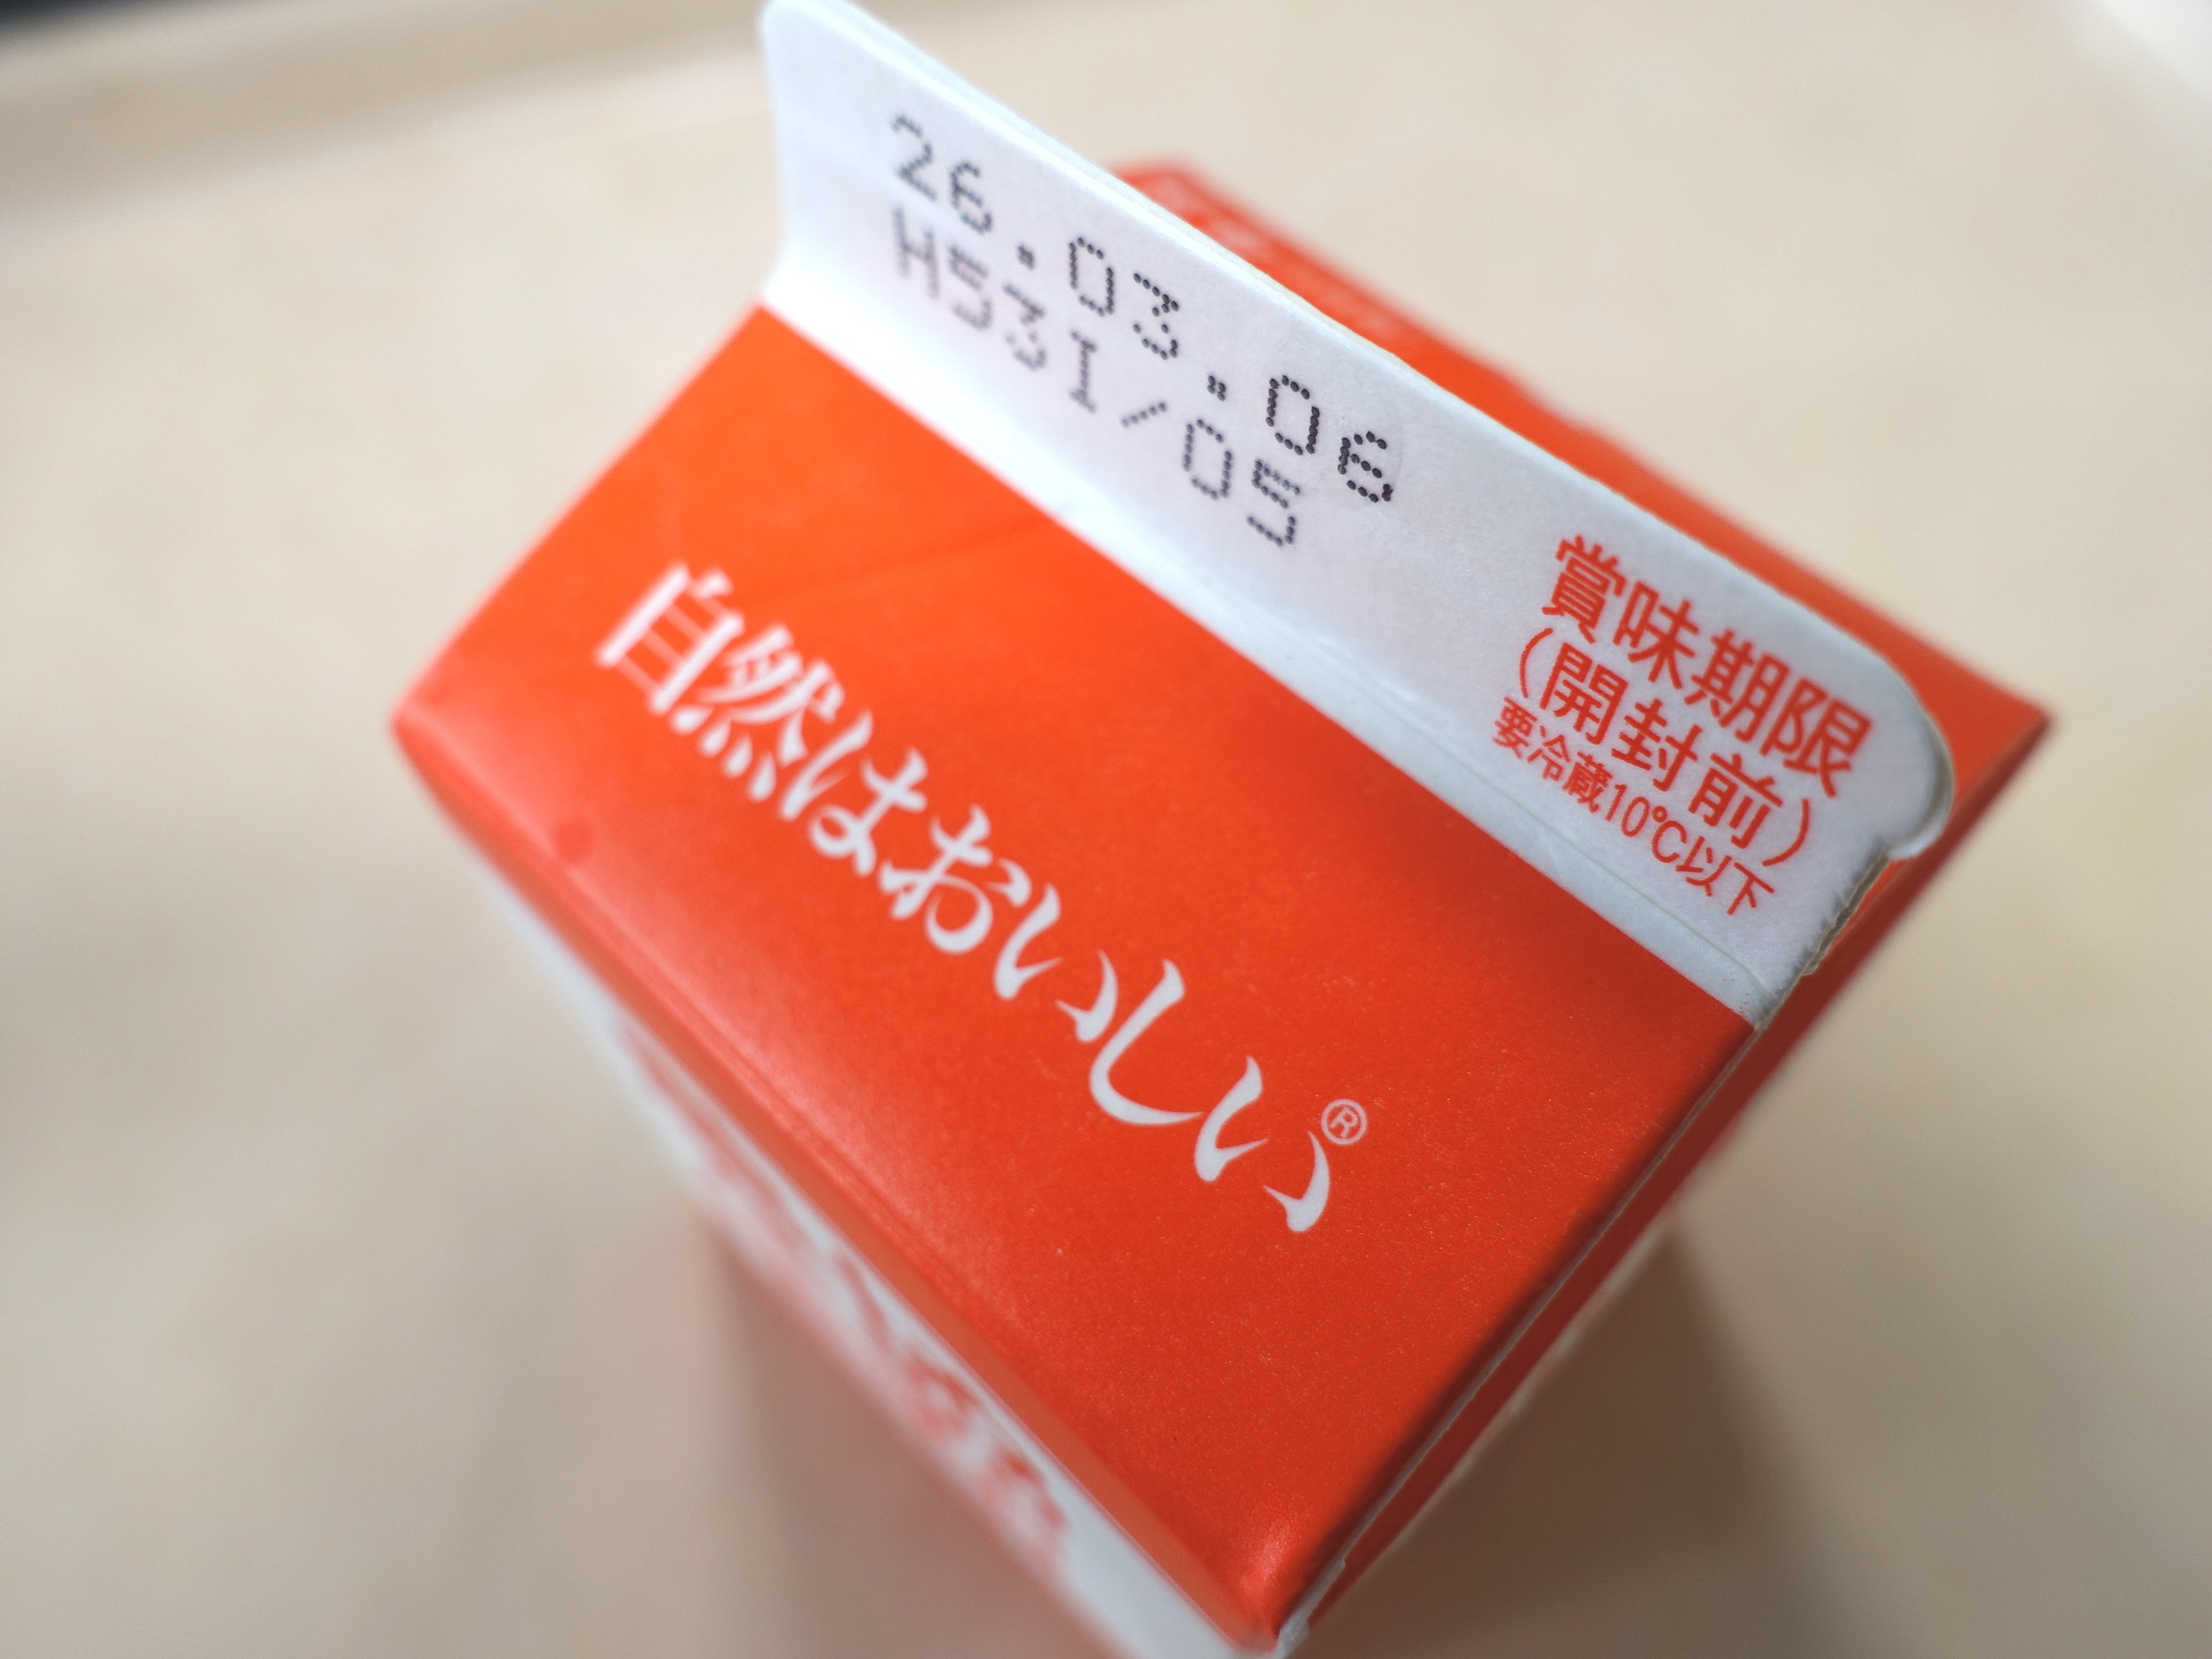 26.03.06
H531/05
賞味期限
(開封前)
要冷蔵10℃以下
自然はおいしい®